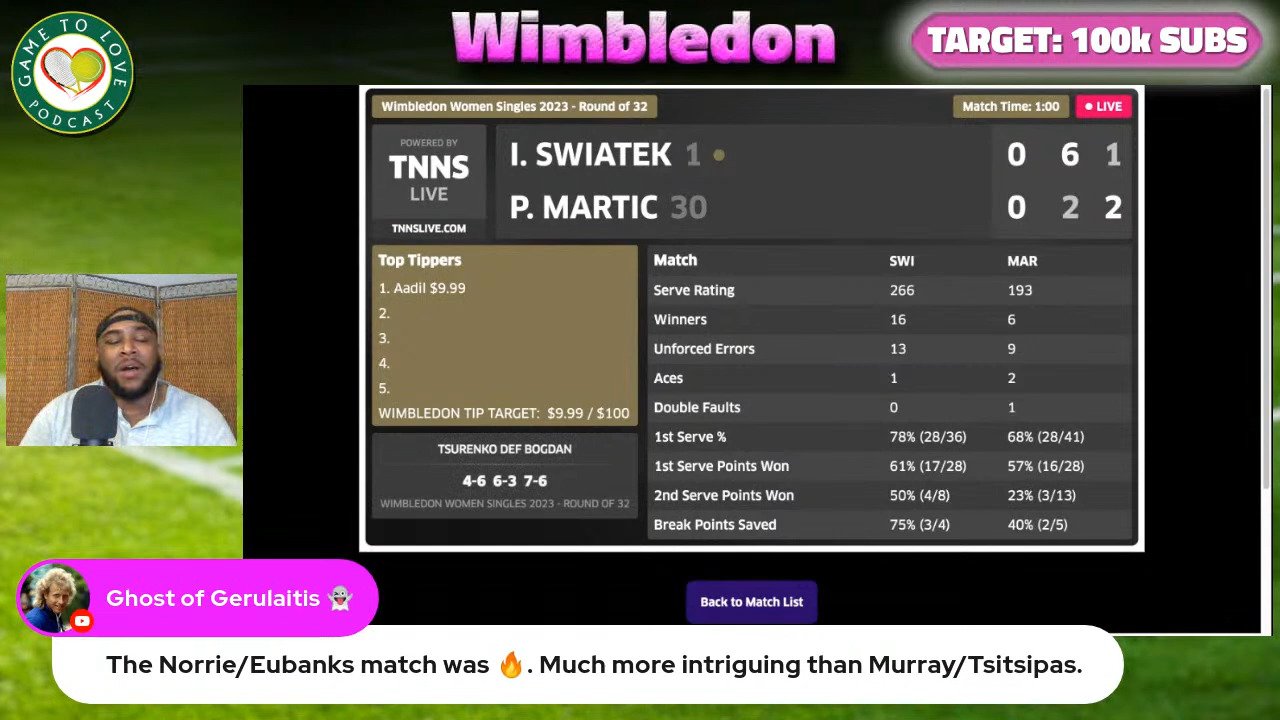 GAME TO LOVE
PODCAST
Wimbledon
TARGET: 100k SUBS
Wimbledon Women Singles 2023 - Round of 32
Match Time: 1:00
LIVE
POWERED BY
TNNS
LIVE
TNNSLIVE.COM
I. SWIATEK 1 0 6 1
P. MARTIC 30 0 2 2
Top Tippers
1. Aadil $9.99
2.
3.
4.
5.
WIMBLEDON TIP TARGET: $9.99 / $100
TSURENKO DEF BOGDAN
4-6 6-3 7-6
WIMBLEDON WOMEN SINGLES 2023 - ROUND OF 32
Match SWI MAR
Serve Rating 266 193
Winners 16 6
Unforced Errors 13 9
Aces 1 2
Double Faults 0 1
1st Serve % 78% (28/36) 68% (28/41)
1st Serve Points Won 61% (17/28) 57% (16/28)
2nd Serve Points Won 50% (4/8) 23% (3/13)
Break Points Saved 75% (3/4) 40% (2/5)
Back to Match List
Ghost of Gerulaitis 👻
The Norrie/Eubanks match was 🔥. Much more intriguing than Murray/Tsitsipas.